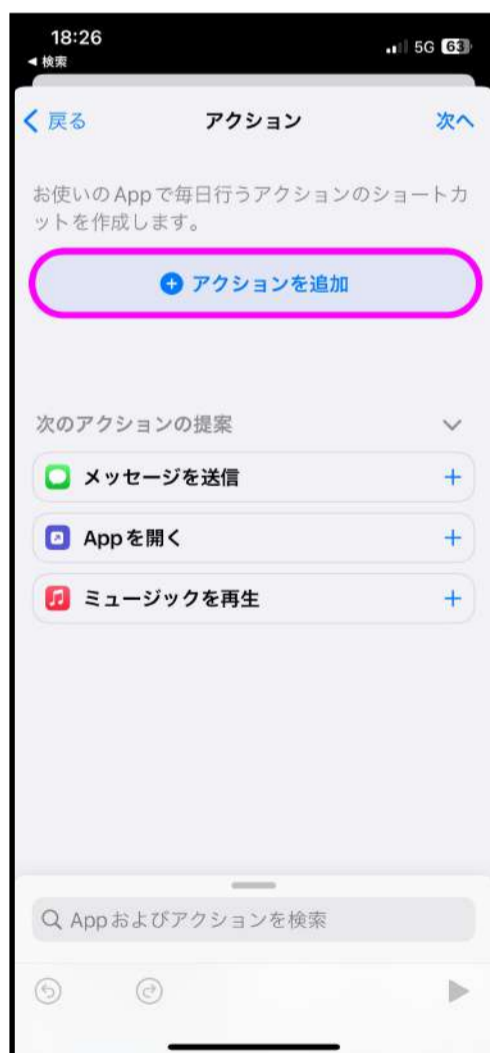 18:26
5G 63
◀ 検索
戻る アクション 次へ
お使いのAppで毎日行うアクションのショートカ
ットを作成します。
アクションを追加
次のアクションの提案
メッセージを送信
Appを開く
ミュージックを再生
Appおよびアクションを検索